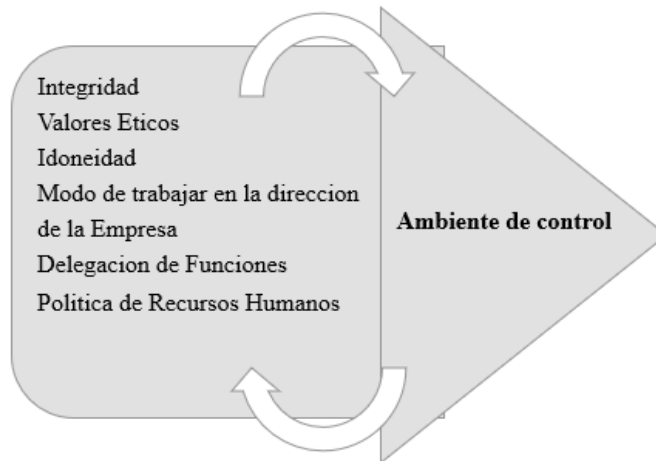 Integridad
Valores Eticos
Idoneidad
Modo de trabajar en la direccion
de la Empresa
Delegacion de Funciones
Politica de Recursos Humanos
Ambiente de control